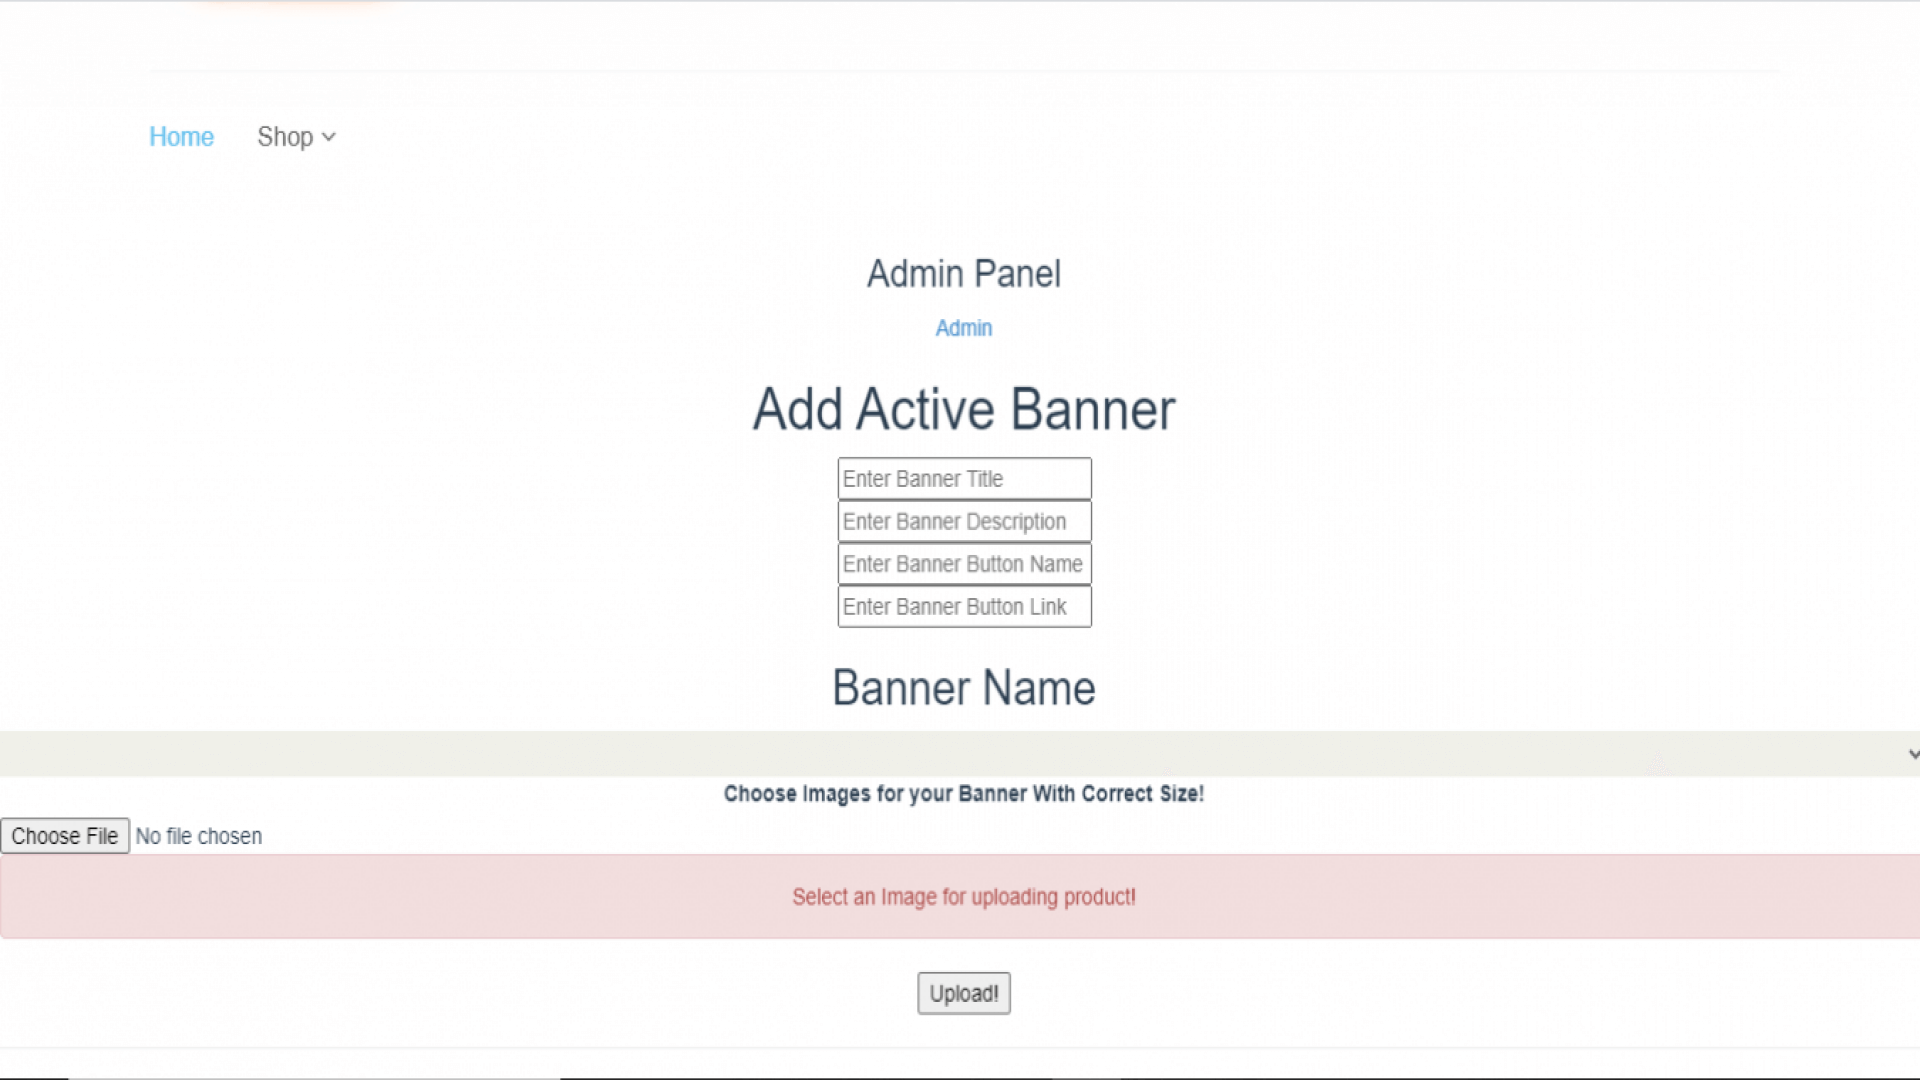 Home Shop
Admin Panel
Admin
Add Active Banner
Enter Banner Title
Enter Banner Description
Enter Banner Button Name
Enter Banner Button Link
Banner Name
Choose Images for your Banner With Correct Size!
Choose File No file chosen
Select an Image for uploading product!
Upload!